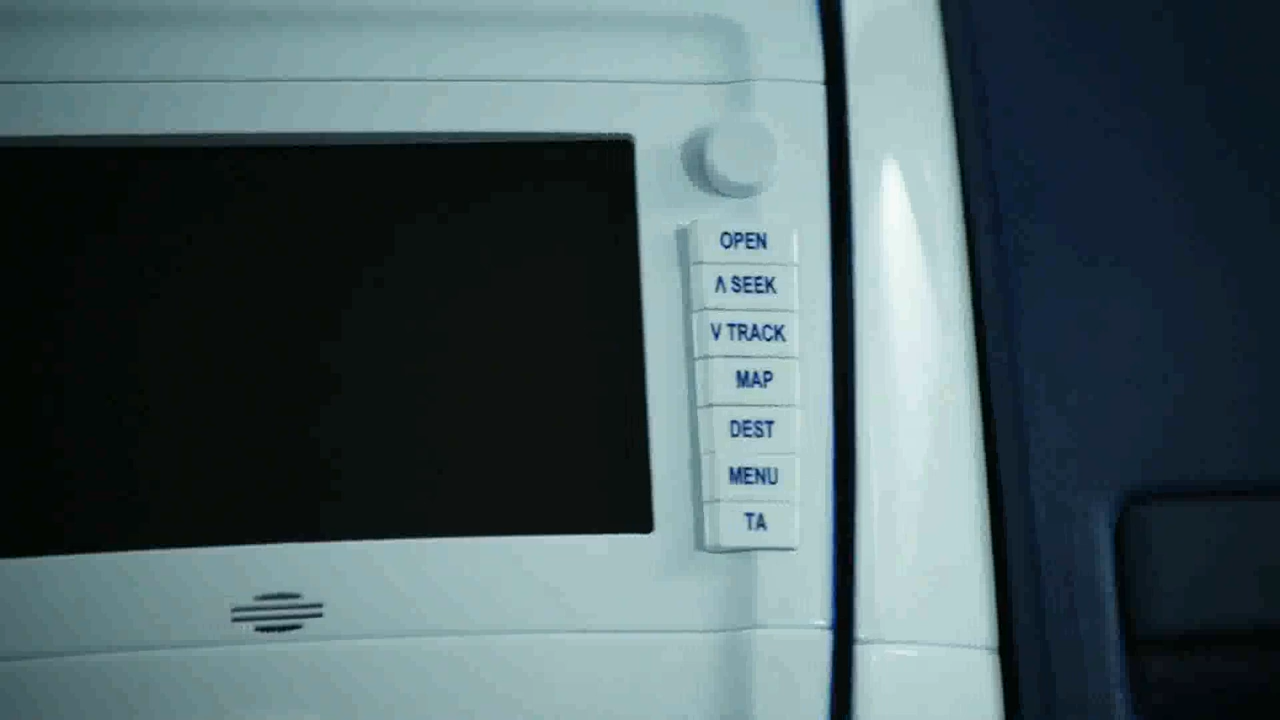 OPEN
Λ SEEK
V TRACK
MAP
DEST
MENU
TA